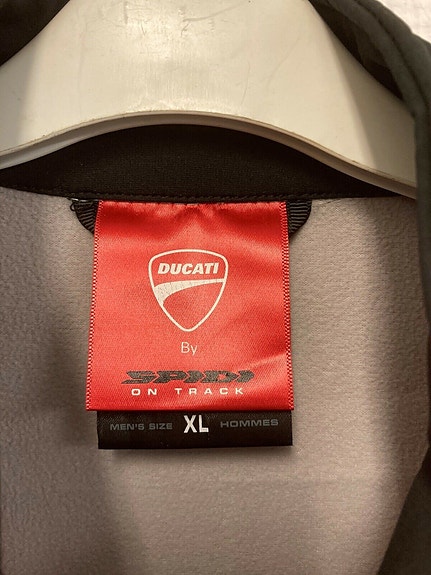 DUCATI
By
SPIDI
ON TRACK
MEN'S SIZE XL HOMMES